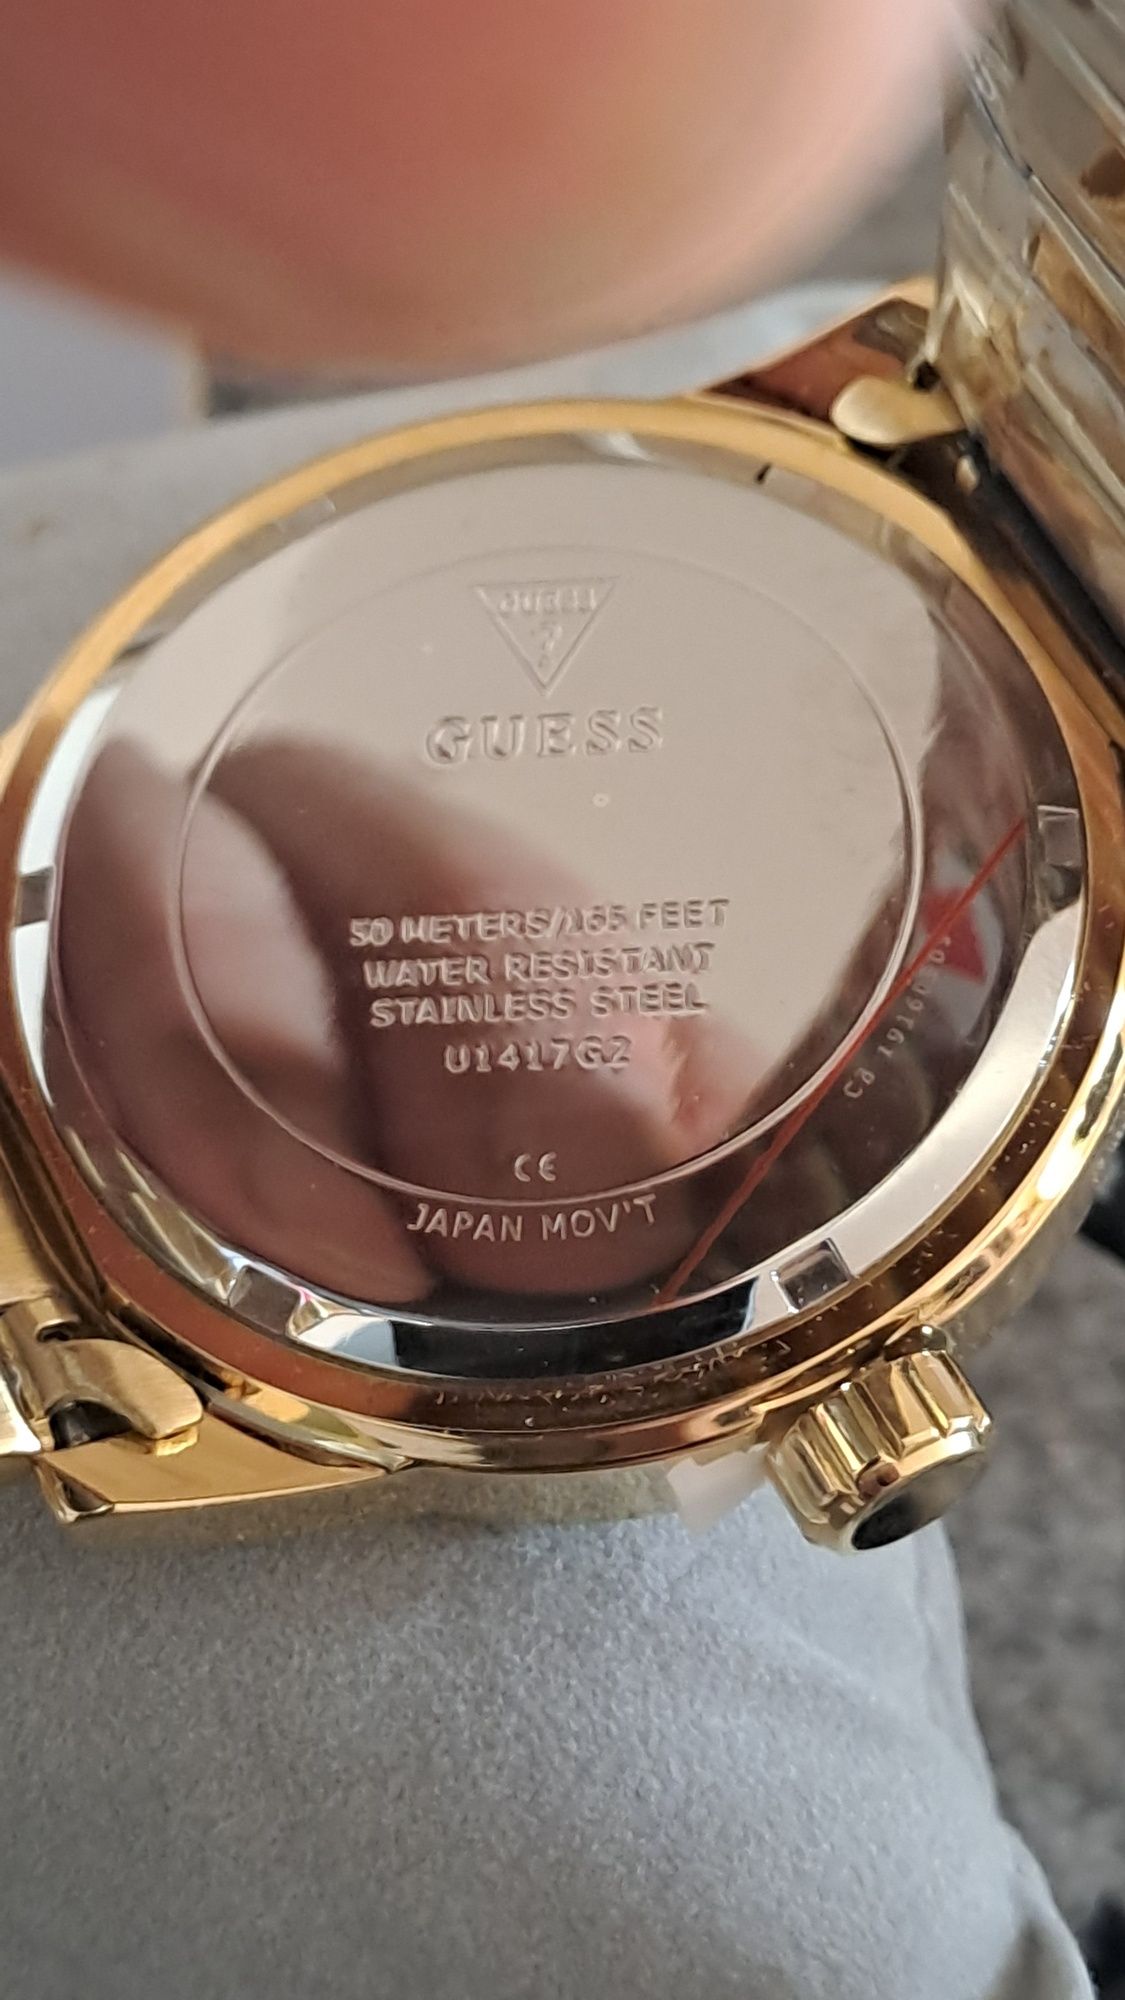 GUESS
?
GUESS
50 METERS/165 FEET
WATER RESISTANT
STAINLESS STEEL
U1417G2
CE
JAPAN MOV'T